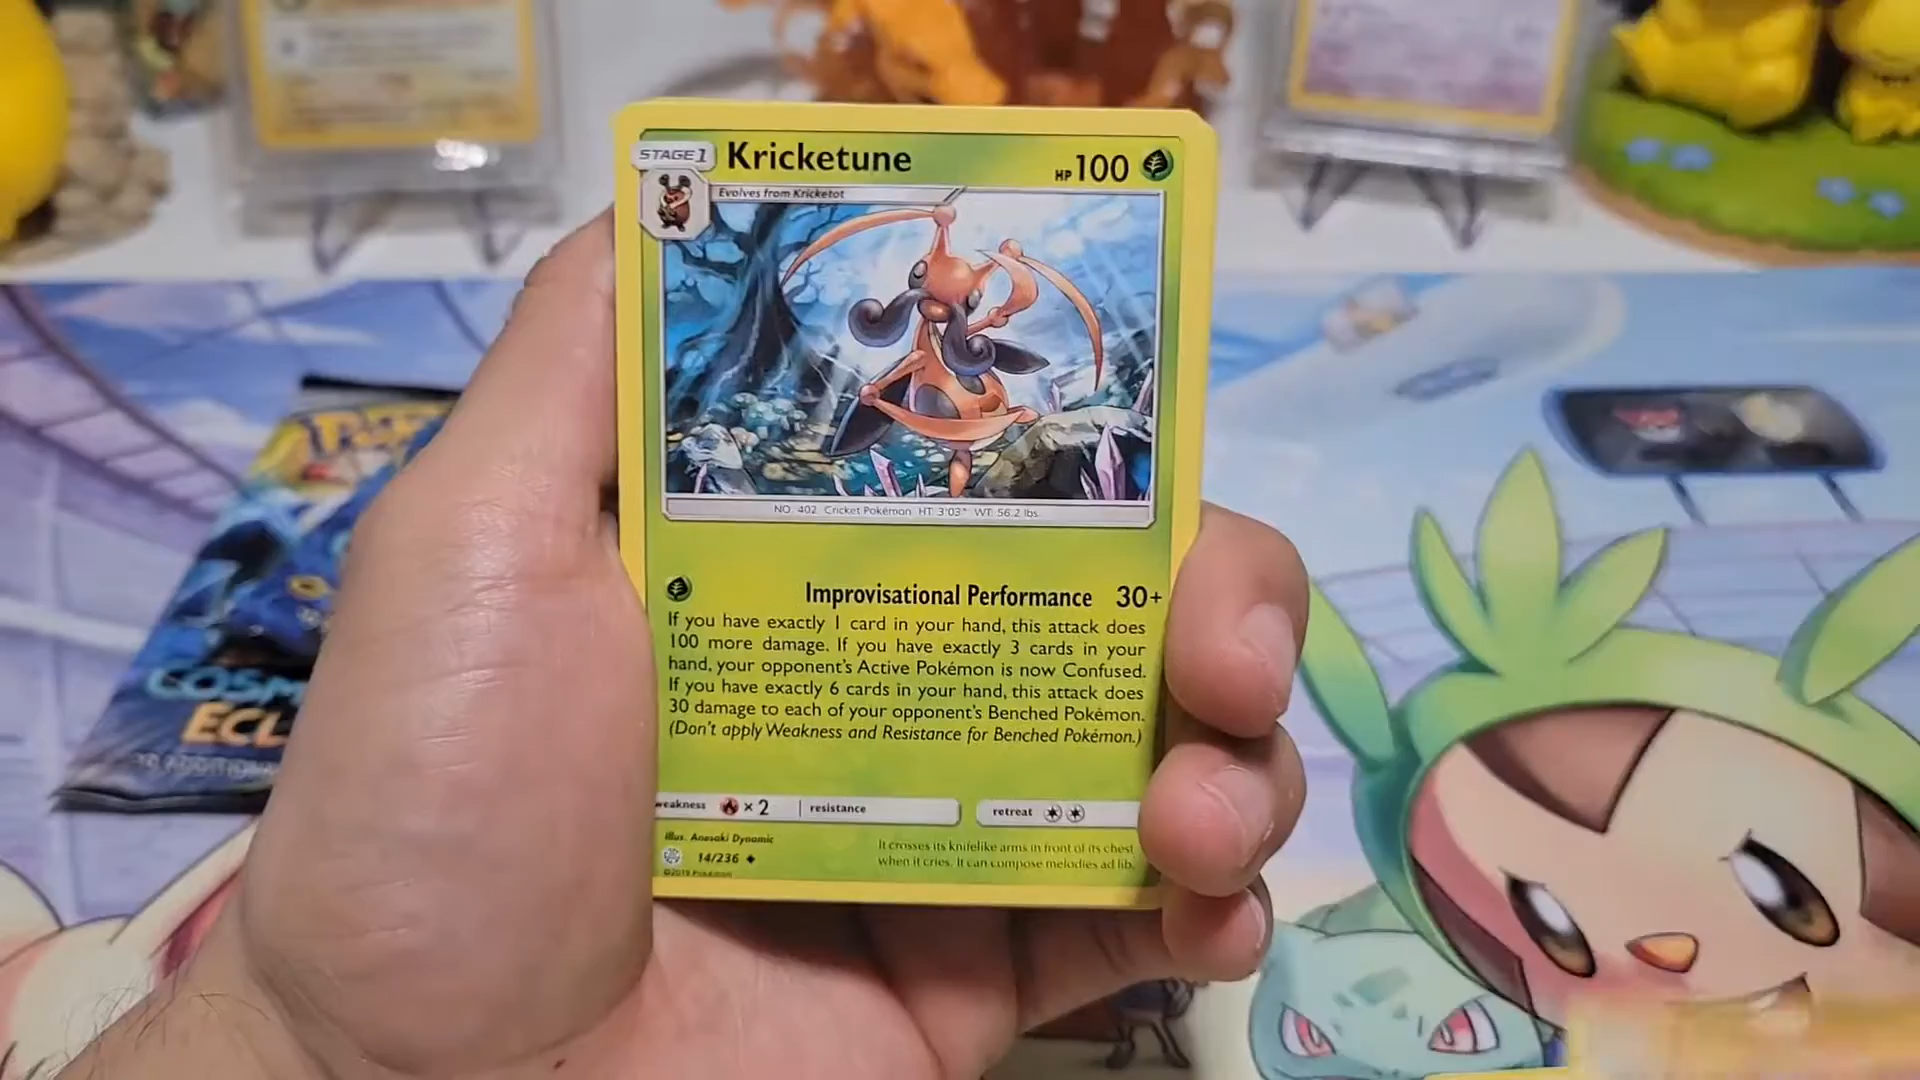 STAGE 1 Kricketune HP 100
Evolves from Kricketot
NO. 402 Cricket Pokémon HT: 3'03" WT: 56.2 lbs.
Improvisational Performance 30+
If you have exactly 1 card in your hand, this attack does
100 more damage. If you have exactly 3 cards in your
hand, your opponent's Active Pokémon is now Confused.
If you have exactly 6 cards in your hand, this attack does
30 damage to each of your opponent's Benched Pokémon.
(Don't apply Weakness and Resistance for Benched Pokémon.)
weakness × 2 resistance retreat
Illus. Anesaki Dynamic
14/236
©2019 Pokémon
It crosses its knifelike arms in front of its chest
when it cries. It can compose melodies ad lib.
COSM
ECL